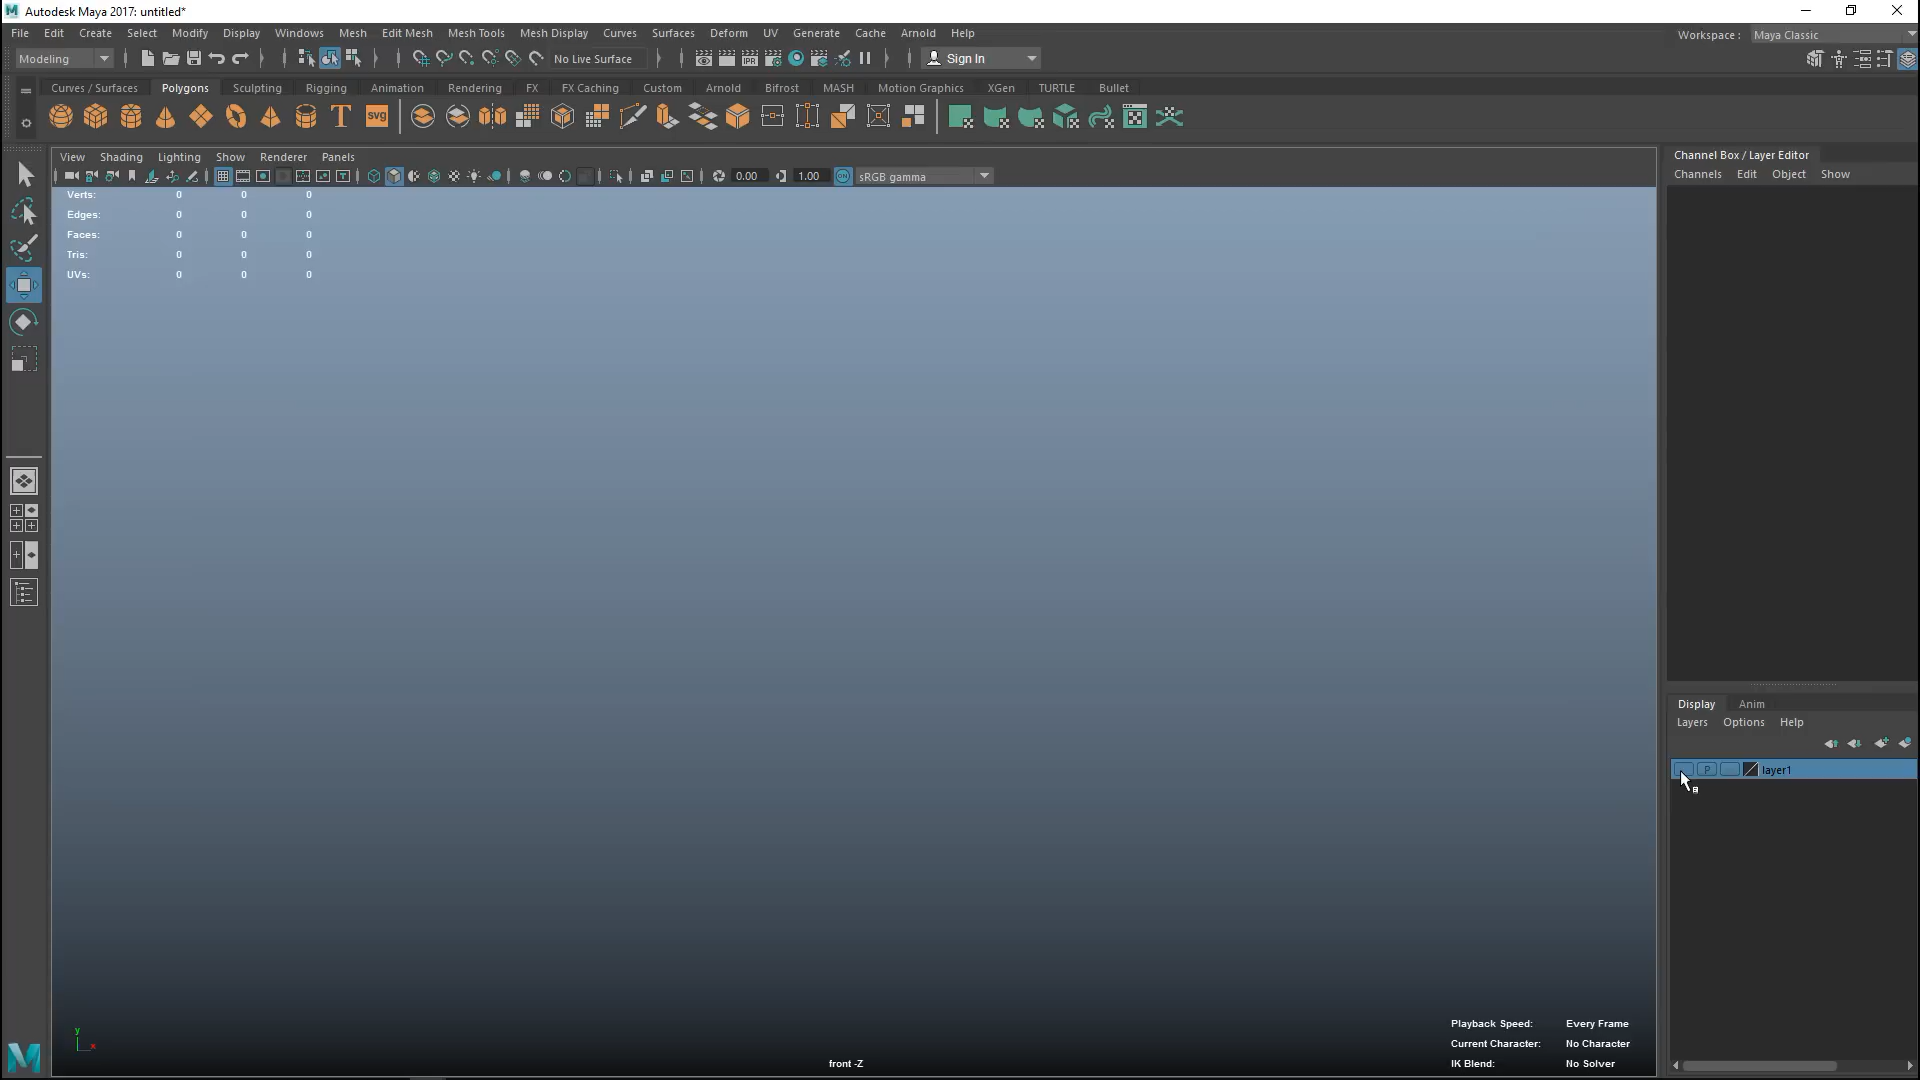 Autodesk Maya 2017: untitled*
File Edit Create Select Modify Display Windows Mesh Edit Mesh Mesh Tools Mesh Display Curves Surfaces Deform UV Generate Cache Arnold Help
Workspace : Maya Classic
Modeling No Live Surface Sign In
Curves / Surfaces Polygons Sculpting Rigging Animation Rendering FX FX Caching Custom Arnold Bifrost MASH Motion Graphics XGen TURTLE Bullet
T svg
View Shading Lighting Show Renderer Panels
0.00 1.00 ON sRGB gamma
Verts: 0 0 0
Edges: 0 0 0
Faces: 0 0 0
Tris: 0 0 0
UVs: 0 0 0
Channel Box / Layer Editor
Channels Edit Object Show
Display Anim
Layers Options Help
P layer1
Playback Speed: Every Frame
Current Character: No Character
IK Blend: No Solver
y
x
front -Z